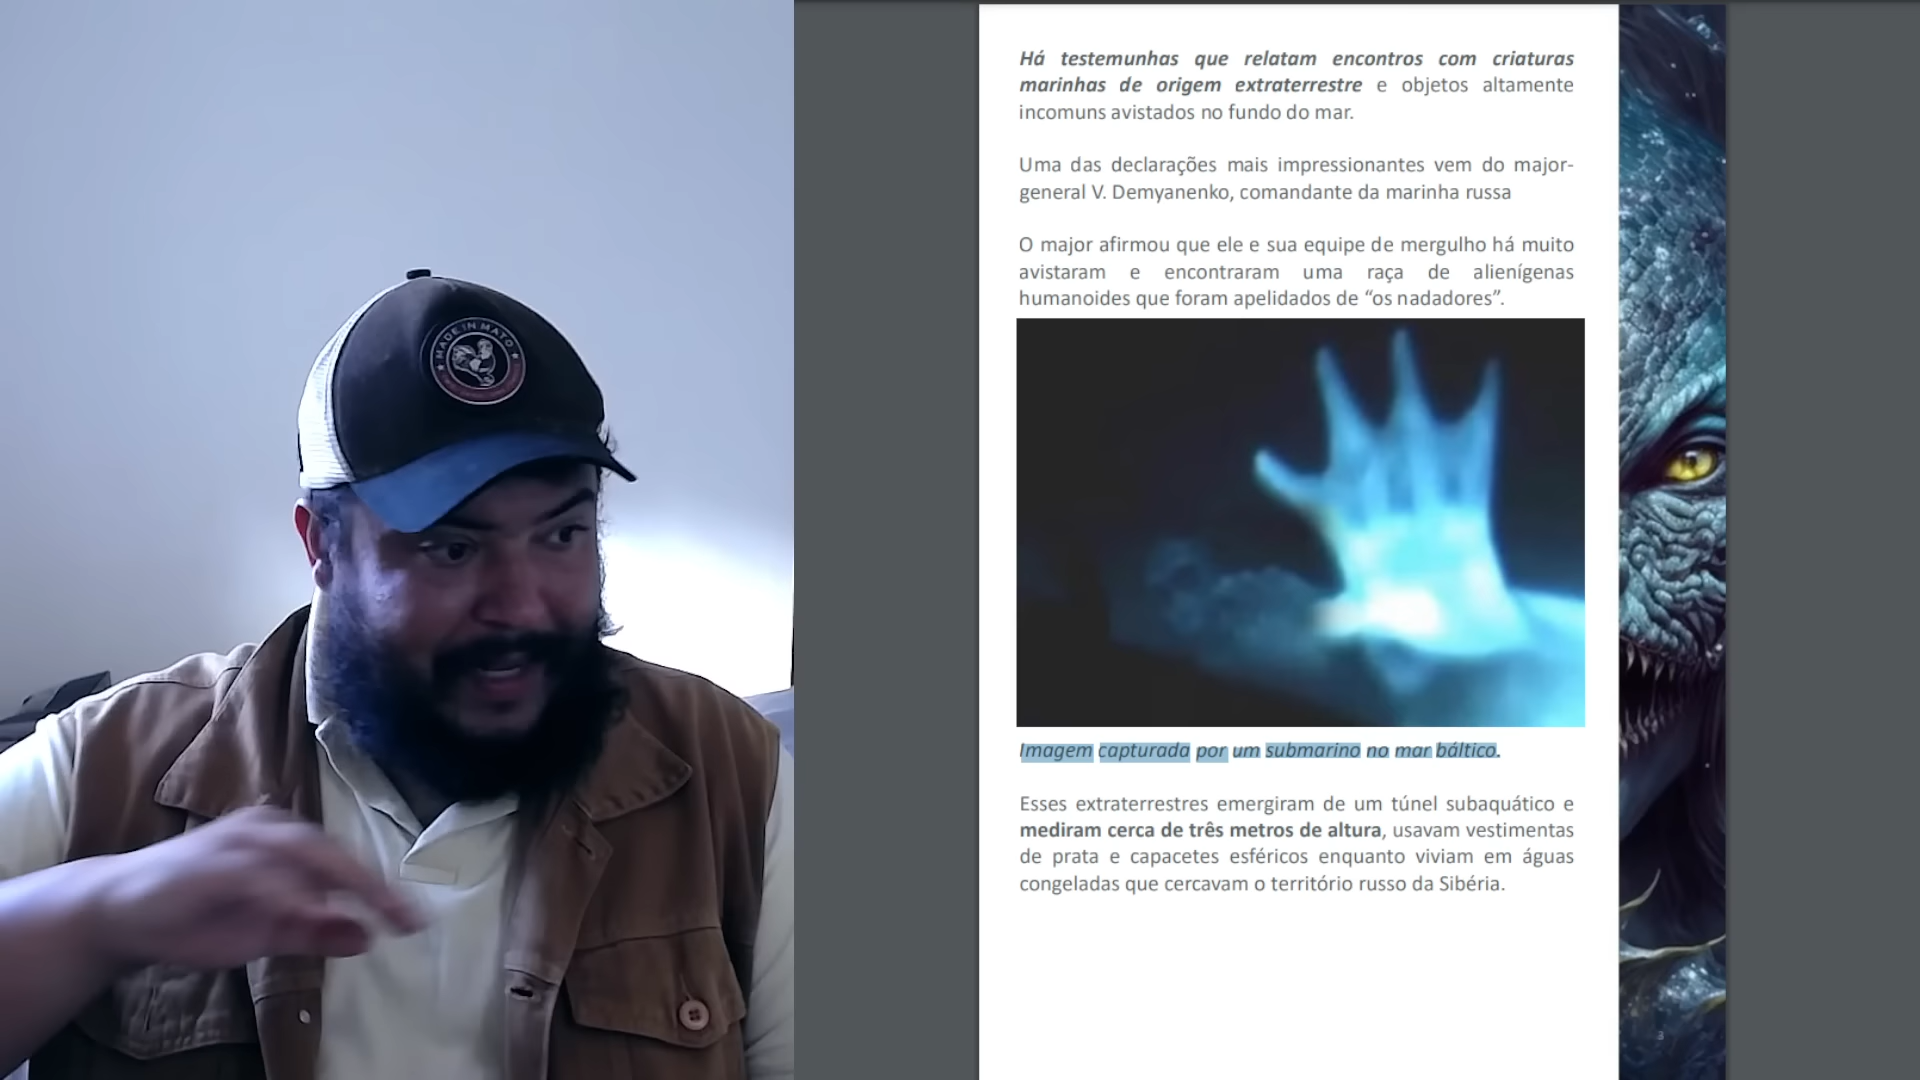 MADE IN MATO
Há testemunhas que relatam encontros com criaturas
marinhas de origem extraterrestre e objetos altamente
incomuns avistados no fundo do mar.
Uma das declarações mais impressionantes vem do major-
general V. Demyanenko, comandante da marinha russa
O major afirmou que ele e sua equipe de mergulho há muito
avistaram e encontraram uma raça de alienígenas
humanoides que foram apelidados de “os nadadores”.
Imagem capturada por um submarino no mar báltico.
Esses extraterrestres emergiram de um túnel subaquático e
mediram cerca de três metros de altura, usavam vestimentas
de prata e capacetes esféricos enquanto viviam em águas
congeladas que cercavam o território russo da Sibéria.
3